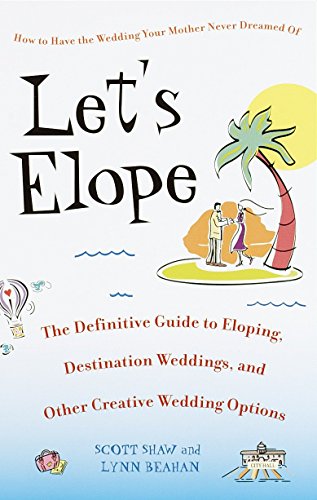 How to Have the Wedding Your Mother Never Dreamed Of
Let's
Elope
The Definitive Guide to Eloping,
Destination Weddings, and
Other Creative Wedding Options
SCOTT SHAW and
LYNN BEAHAN
CITY HALL